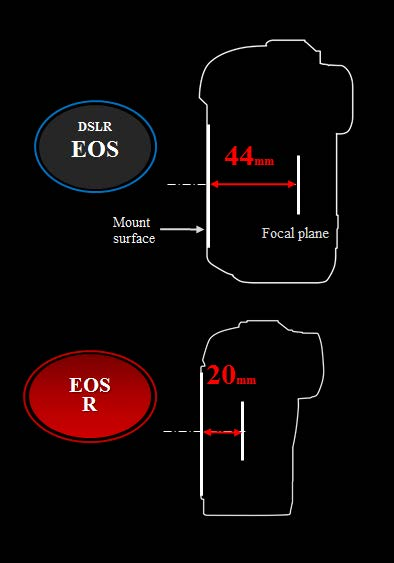 DSLR
EOS
44mm
Mount
surface
Focal plane
EOS
R
20mm